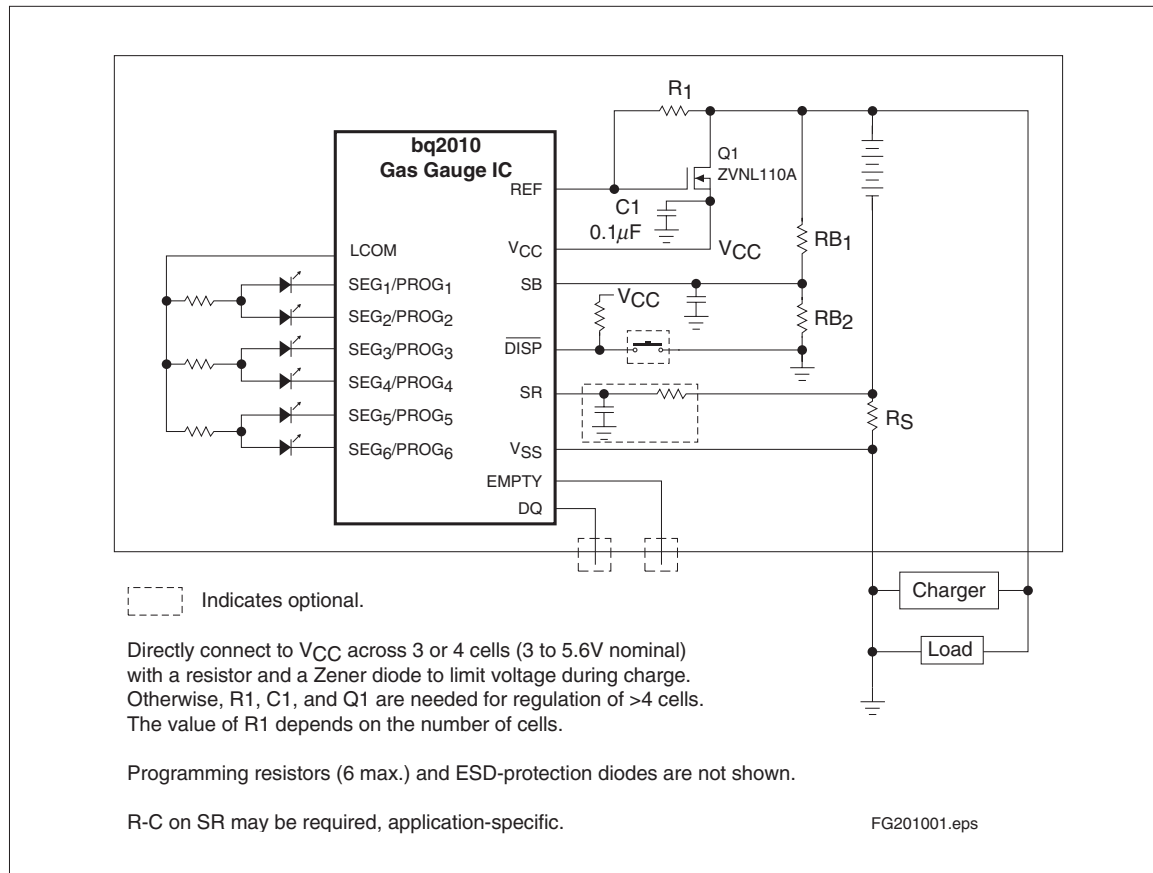 R1
bq2010
Gas Gauge IC
Q1
ZVNL110A
REF
C1
0.1μF
LCOM
VCC
VCC
RB1
SEG1/PROG1
SB
SEG2/PROG2
VCC
RB2
SEG3/PROG3
DISP
SEG4/PROG4
SR
RS
SEG5/PROG5
SEG6/PROG6
VSS
EMPTY
DQ
Charger
Load
Indicates optional.
Directly connect to VCC across 3 or 4 cells (3 to 5.6V nominal)
with a resistor and a Zener diode to limit voltage during charge.
Otherwise, R1, C1, and Q1 are needed for regulation of >4 cells.
The value of R1 depends on the number of cells.
Programming resistors (6 max.) and ESD-protection diodes are not shown.
R-C on SR may be required, application-specific.
FG201001.eps